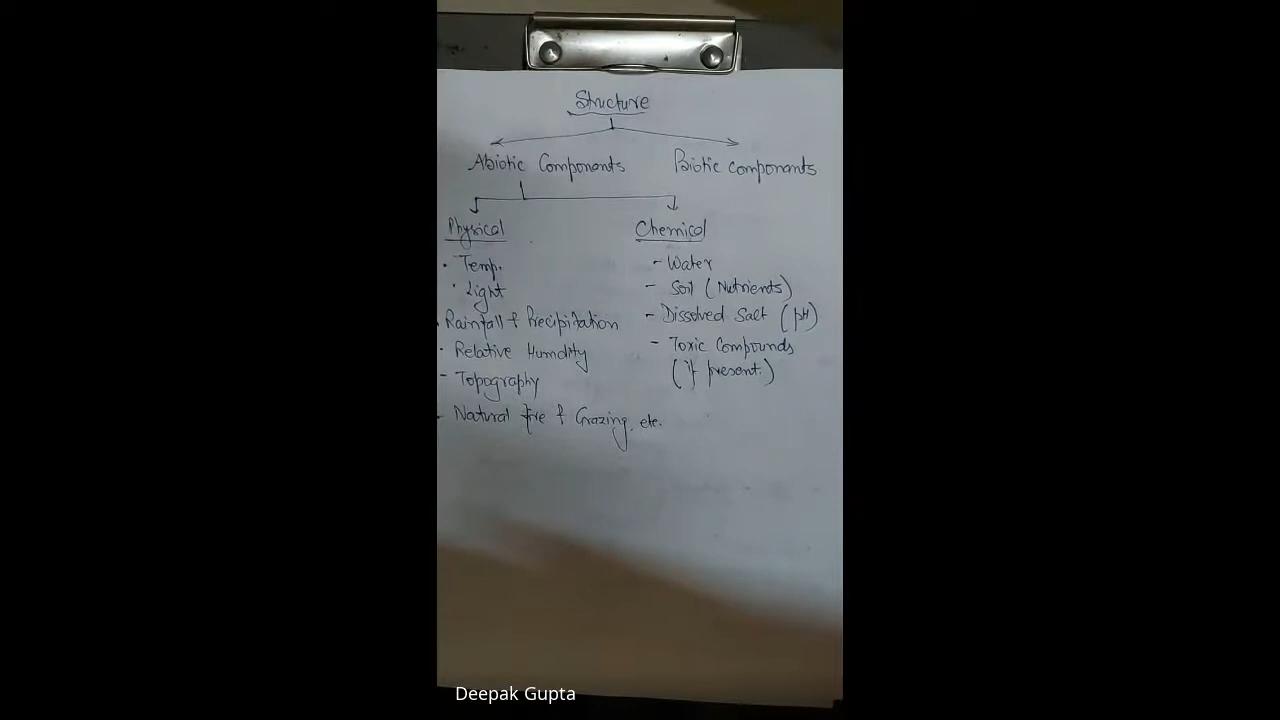 Structure
Abiotic Components Biotic components
Physical Chemical
· Temp. - Water
· Light - Soil (Nutrients)
· Rainfall & Precipitation - Dissolved Salt (pH)
· Relative Humdity - Toxic Compounds
- Topography (if present.)
- Natural fire & Grazing, etc.
Deepak Gupta